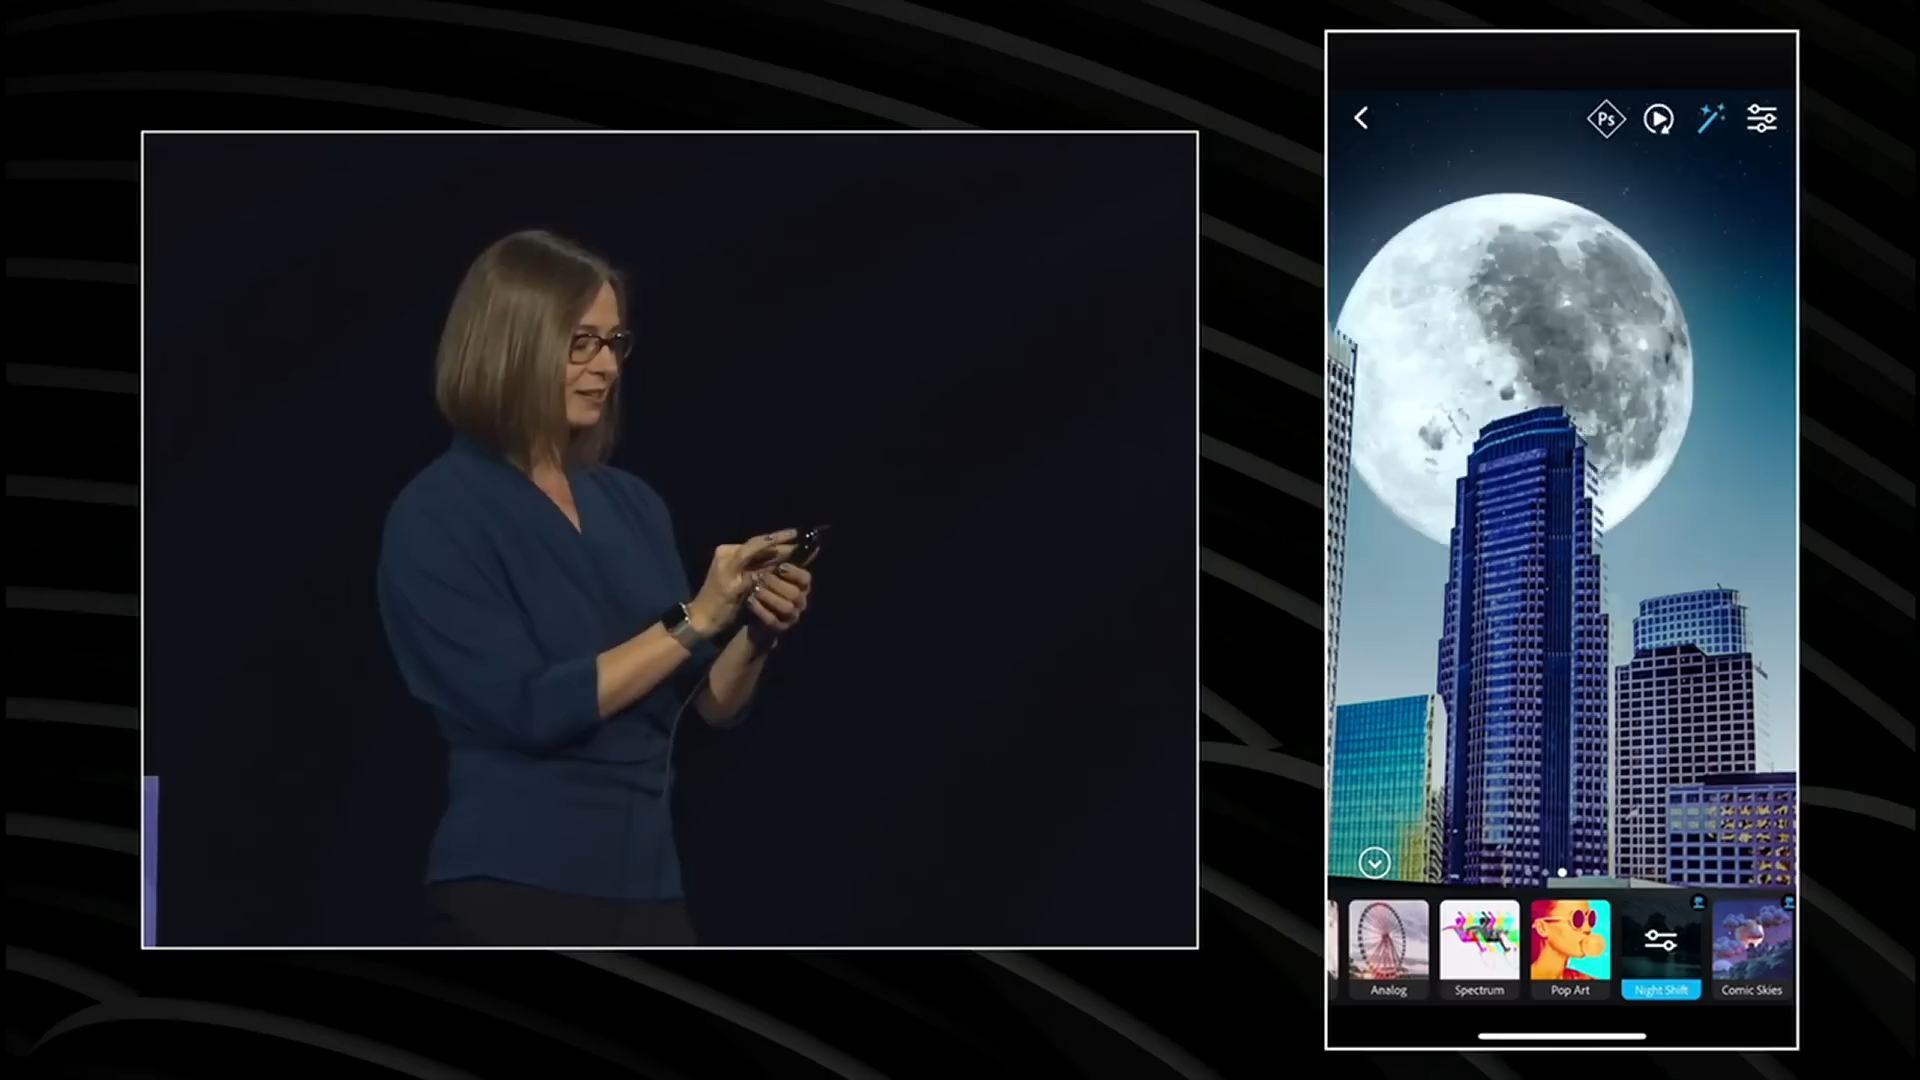 Ps
Analog
Spectrum
Pop Art
Night Shift
Comic Skies